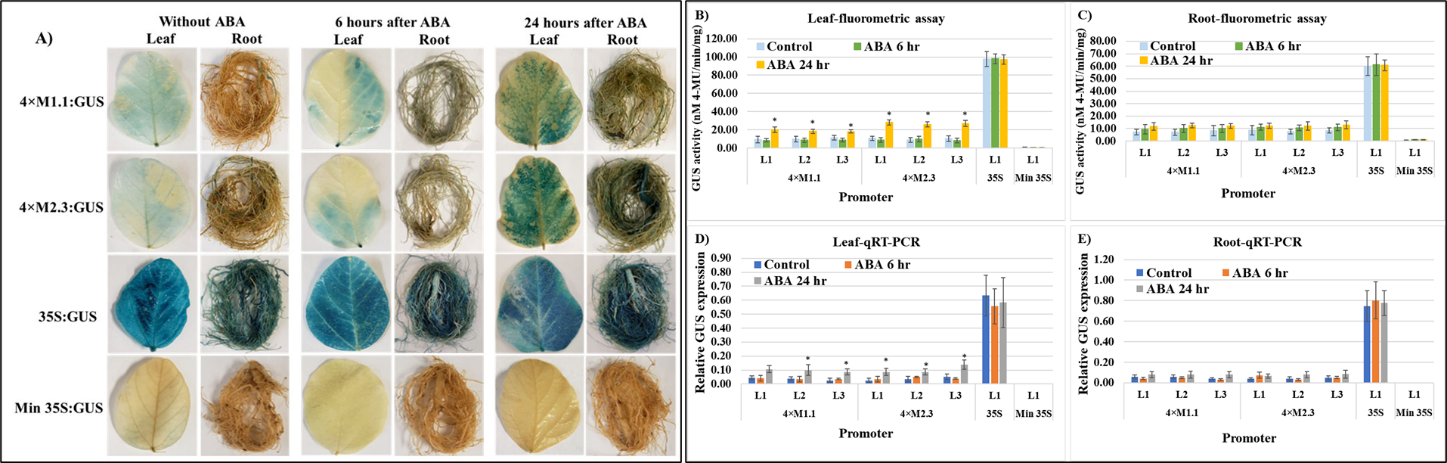 A)
Without ABA 6 hours after ABA 24 hours after ABA
Leaf Root Leaf Root Leaf Root
4×M1.1:GUS
4×M2.3:GUS
35S:GUS
Min 35S:GUS
B)
Leaf-fluorometric assay
GUS activity (nM 4-MU/min/mg)
120.00
100.00
80.00
60.00
40.00
20.00
0.00
Control ABA 6 hr
ABA 24 hr
* * * * * *
L1 L2 L3 L1 L2 L3 L1 L1
4×M1.1 4×M2.3 35S Min 35S
Promoter
C)
Root-fluorometric assay
GUS activity (nM 4-MU/min/mg)
80.00
70.00
60.00
50.00
40.00
30.00
20.00
10.00
0.00
Control ABA 6 hr
ABA 24 hr
L1 L2 L3 L1 L2 L3 L1 L1
4×M1.1 4×M2.3 35S Min 35S
Promoter
D)
Leaf-qRT-PCR
Relative GUS expression
0.90
0.80
0.70
0.60
0.50
0.40
0.30
0.20
0.10
0.00
Control ABA 6 hr
ABA 24 hr
* * * * *
L1 L2 L3 L1 L2 L3 L1 L1
4×M1.1 4×M2.3 35S Min 35S
Promoter
E)
Root-qRT-PCR
Relative GUS expression
1.20
1.00
0.80
0.60
0.40
0.20
0.00
Control ABA 6 hr
ABA 24 hr
L1 L2 L3 L1 L2 L3 L1 L1
4×M1.1 4×M2.3 35S Min 35S
Promoter